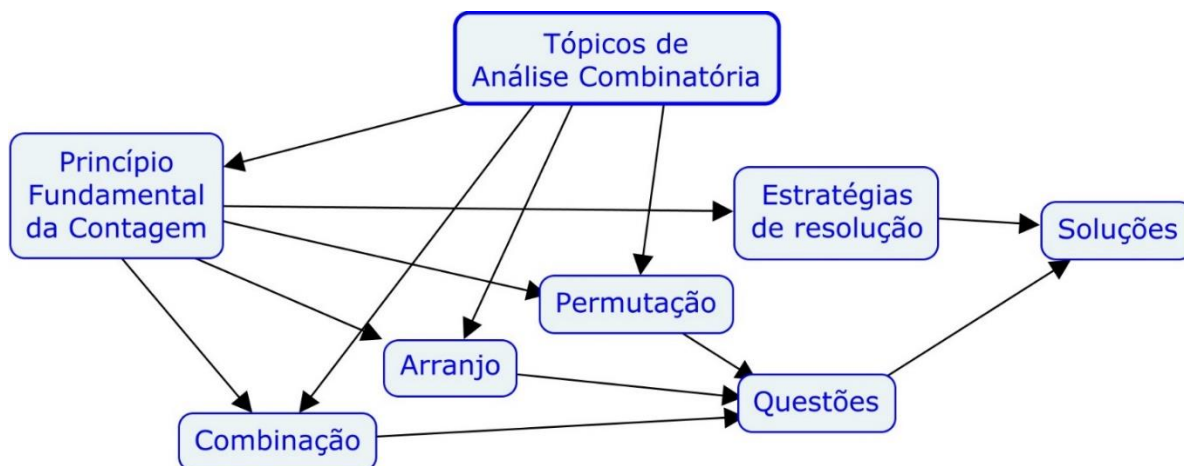 Tópicos de
Análise Combinatória
Princípio
Fundamental
da Contagem
Estratégias
de resolução
Soluções
Permutação
Arranjo
Questões
Combinação